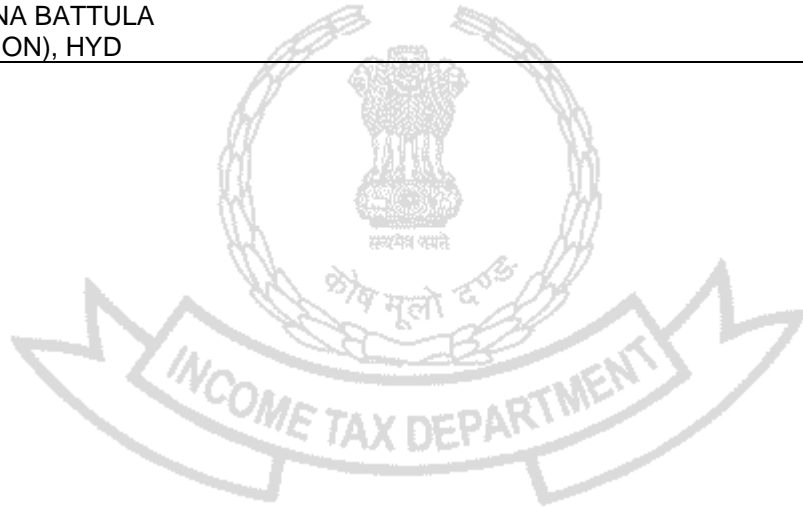 NA BATTULA
ON), HYD
सत्यमेव जयते
कोष मूलो दण्ड:
INCOME TAX DEPARTMENT